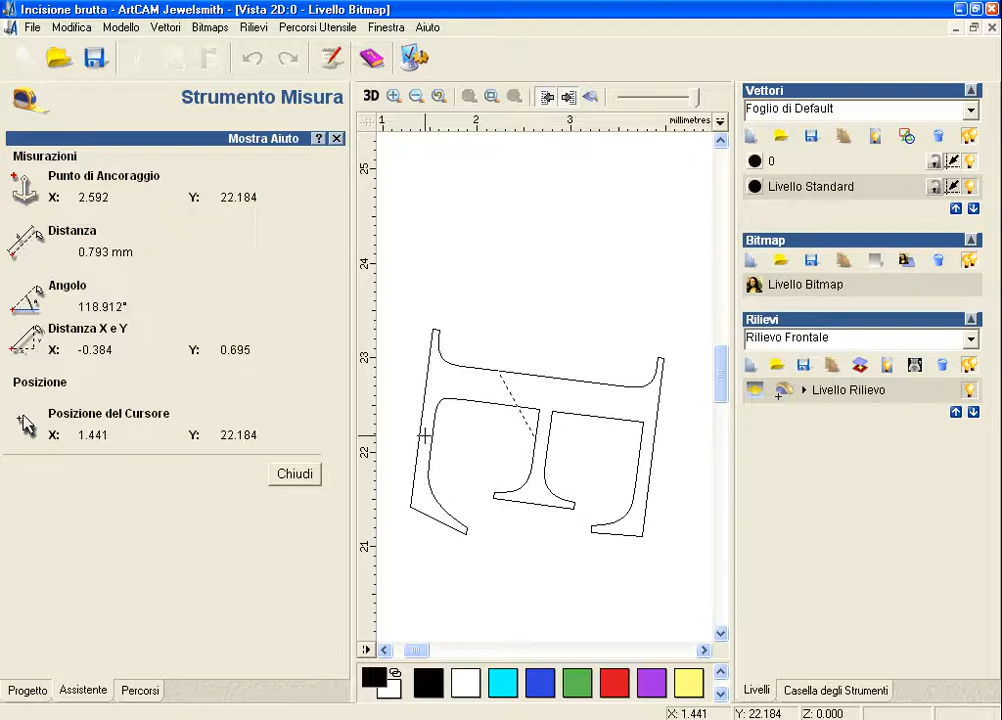 Incisione brutta - ArtCAM Jewelsmith - [Vista 2D:0 - Livello Bitmap]
File Modifica Modello Vettori Bitmaps Rilievi Percorsi Utensile Finestra Aiuto
Strumento Misura
Mostra Aiuto ?
Misurazioni
Punto di Ancoraggio
X: 2.592 Y: 22.184
Distanza
0.793 mm
Angolo
118.912°
Distanza X e Y
X: -0.384 Y: 0.695
Posizione
Posizione del Cursore
X: 1.441 Y: 22.184
Chiudi
Progetto Assistente Percorsi
3D
1 2 3 millimetres
25
24
23
22
21
Vettori
Foglio di Default
0
Livello Standard
Bitmap
Livello Bitmap
Rilievi
Rilievo Frontale
Livello Rilievo
Livelli Casella degli Strumenti
X: 1.441 Y: 22.184 Z: 0.000